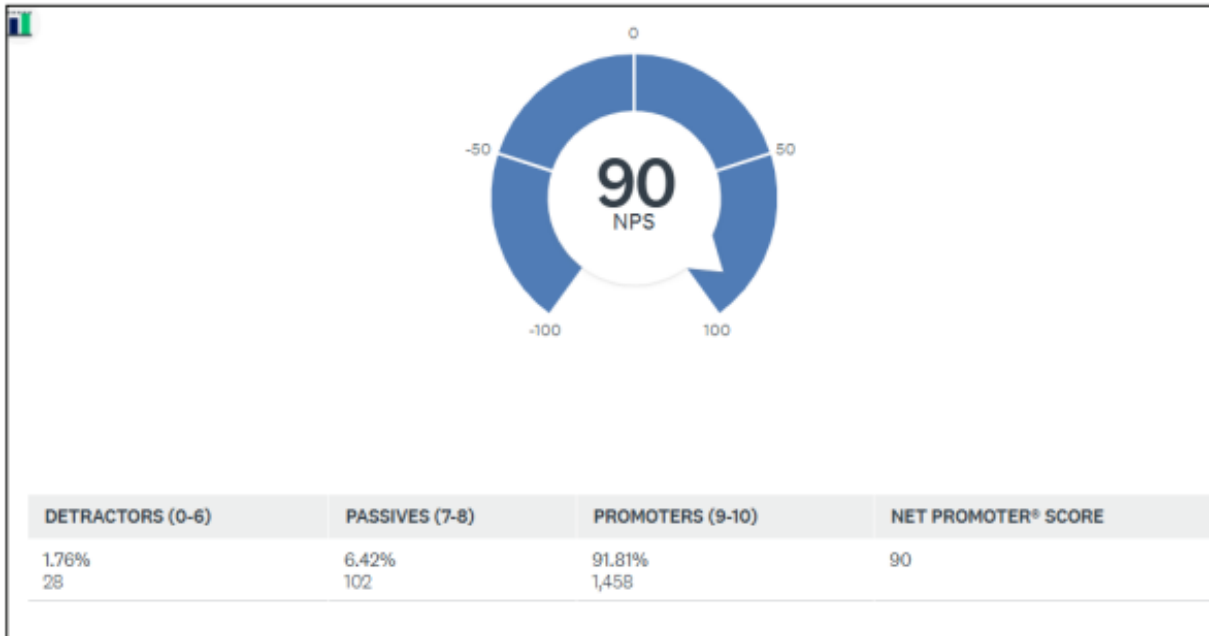 0
-50
50
90
NPS
-100
100
DETRACTORS (0-6) PASSIVES (7-8) PROMOTERS (9-10) NET PROMOTER® SCORE
1.76% 6.42% 91.81% 90
28 102 1,458